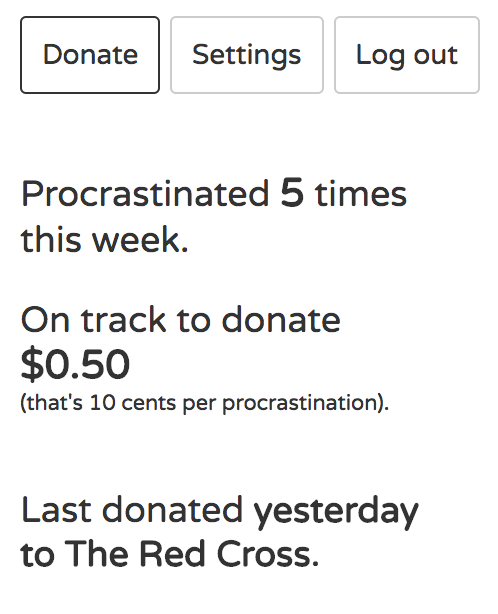 Donate Settings Log out
Procrastinated 5 times
this week.
On track to donate
$0.50
(that's 10 cents per procrastination).
Last donated yesterday
to The Red Cross.